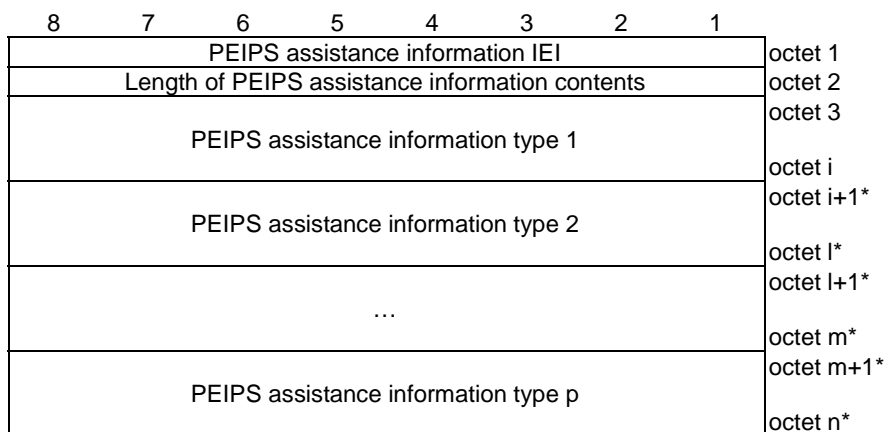 8 7 6 5 4 3 2 1
PEIPS assistance information IEI octet 1
Length of PEIPS assistance information contents octet 2
octet 3
PEIPS assistance information type 1
octet i
octet i+1*
PEIPS assistance information type 2
octet l*
octet l+1*
…
octet m*
octet m+1*
PEIPS assistance information type p
octet n*